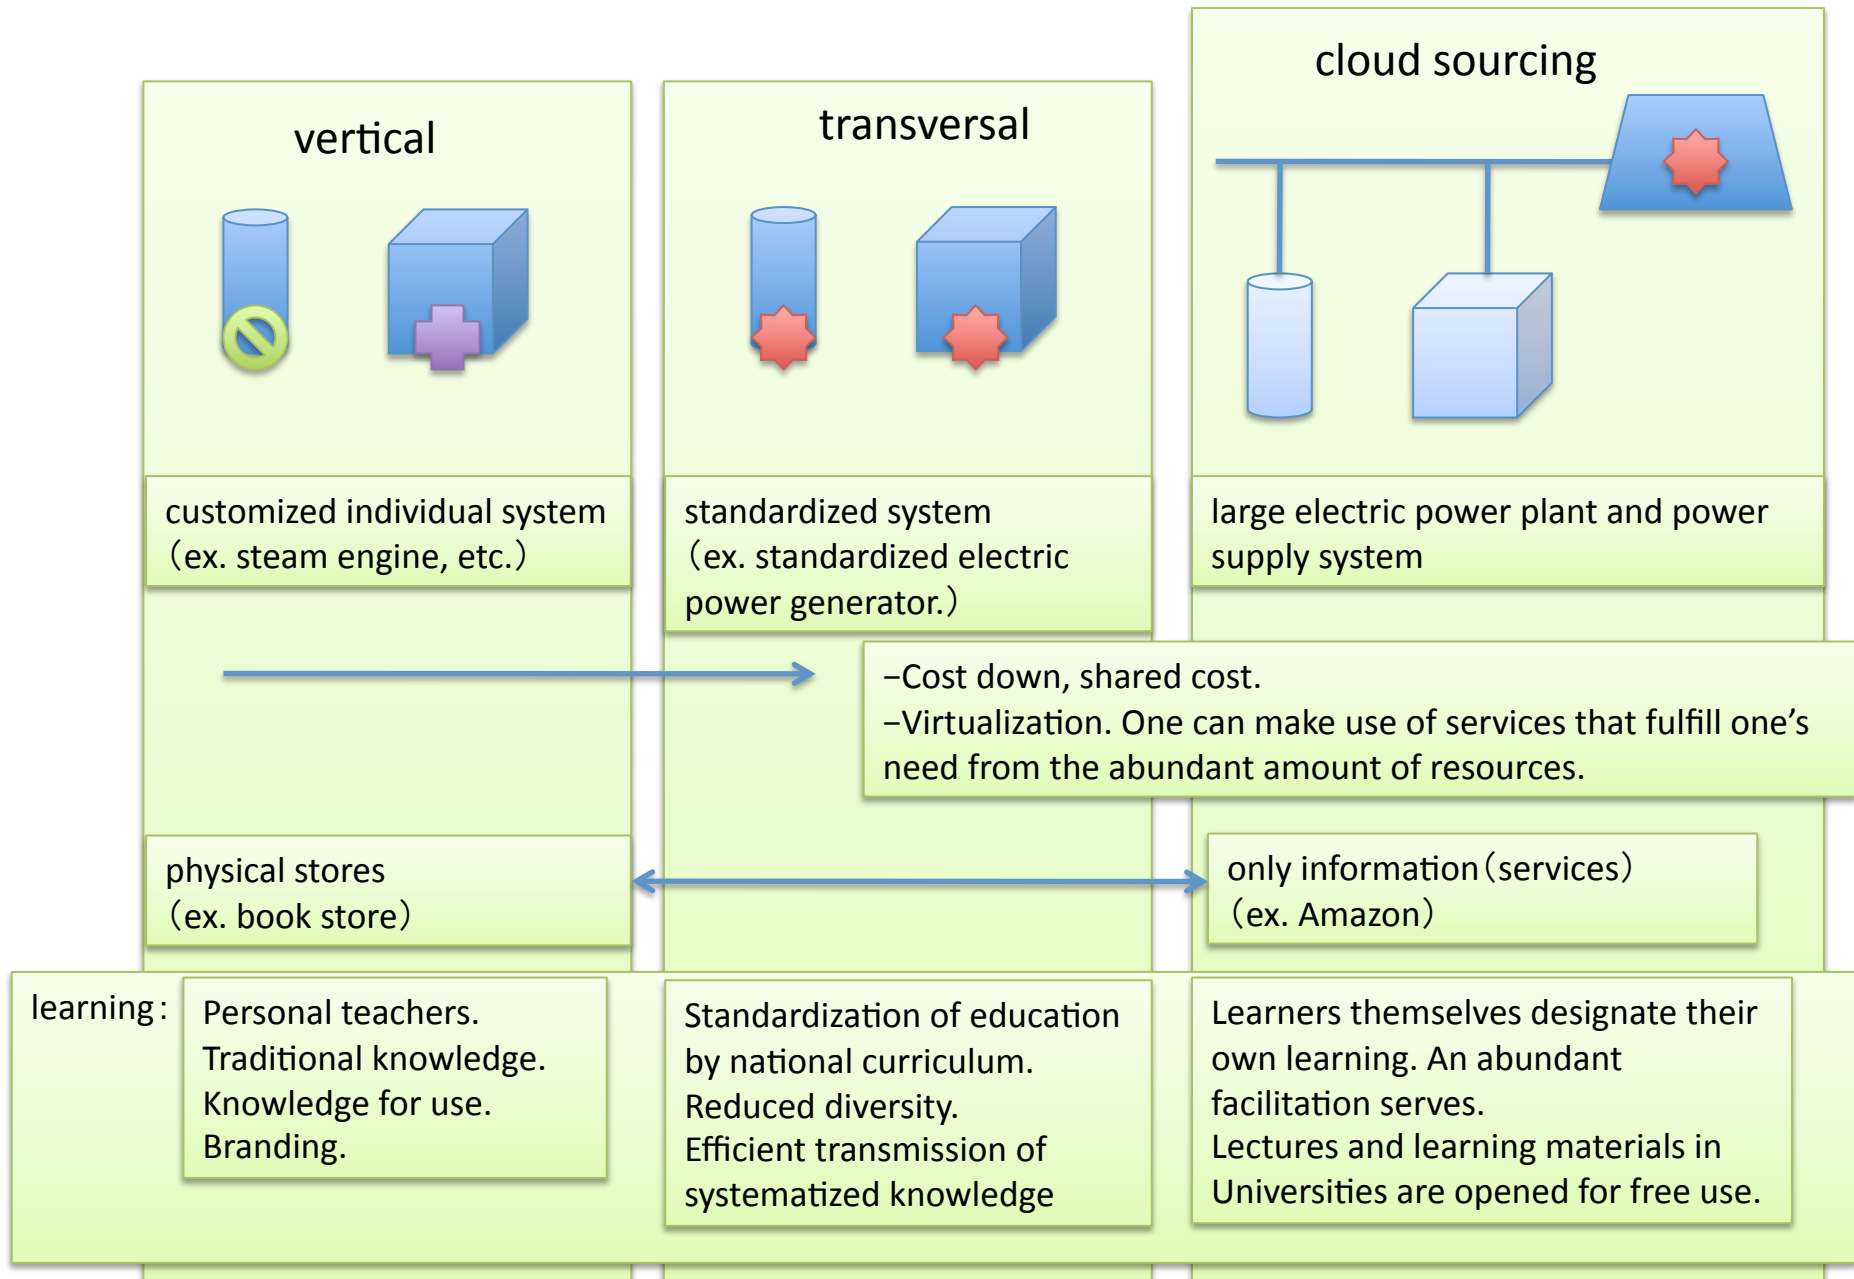 vertical
transversal
cloud sourcing
customized individual system
（ex. steam engine, etc.）
standardized system
（ex. standardized electric
power generator.）
large electric power plant and power
supply system
−Cost down, shared cost.
−Virtualization. One can make use of services that fulfill one’s
need from the abundant amount of resources.
physical stores
（ex. book store）
only information（services）
（ex. Amazon）
learning：
Personal teachers.
Traditional knowledge.
Knowledge for use.
Branding.
Standardization of education
by national curriculum.
Reduced diversity.
Efficient transmission of
systematized knowledge
Learners themselves designate their
own learning. An abundant
facilitation serves.
Lectures and learning materials in
Universities are opened for free use.